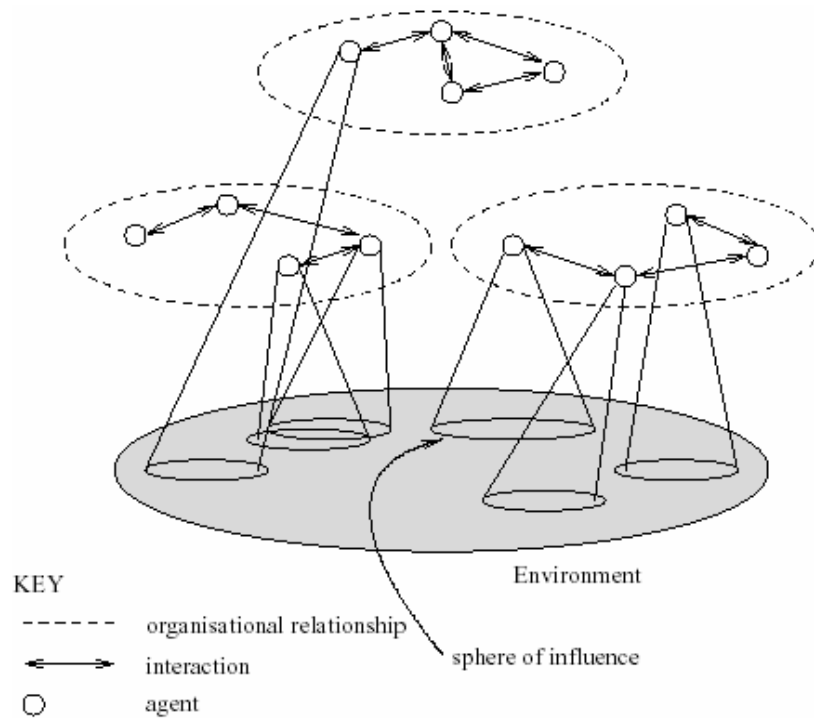 Environment
KEY
organisational relationship
sphere of influence
interaction
agent